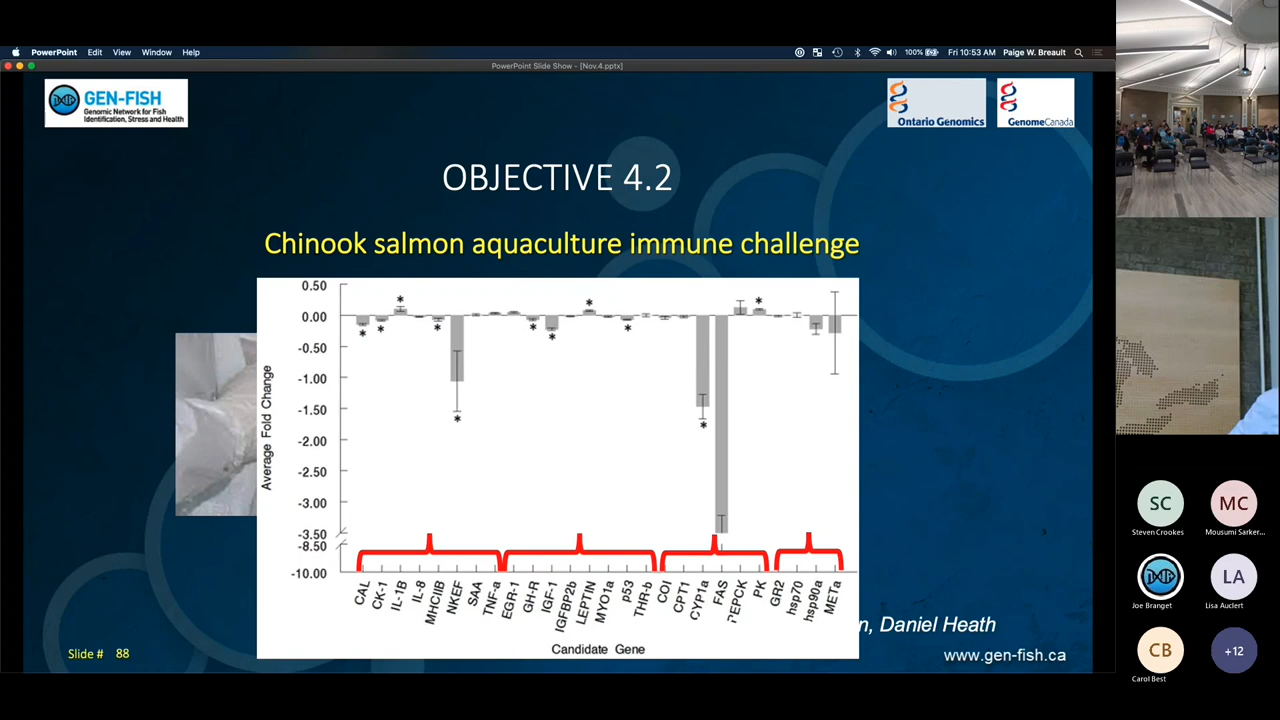 PowerPoint Edit View Window Help
100% Fri 10:53 AM Paige W. Breault
PowerPoint Slide Show - [Nov.4.pptx]
GEN-FISH
Genomic Network for Fish
Identification, Stress and Health
Ontario Genomics
GenomeCanada
OBJECTIVE 4.2
Chinook salmon aquaculture immune challenge
Average Fold Change
0.50
0.00
-0.50
-1.00
-1.50
-2.00
-2.50
-3.00
-3.50
-8.50
-10.00
* * * * * * * * * * * *
CAL
CK-1
IL-1B
IL-8
MHCIIB
NKEF
SAA
TNF-a
EGR-1
GH-R
IGF-1
IGFBP2b
LEPTIN
MYO1a
p53
THR-b
COI
CPT1
CYP1a
FAS
PEPCK
PK
GR2
hsp70
hsp90a
METa
Candidate Gene
n, Daniel Heath
www.gen-fish.ca
Slide # 88
SC
Steven Crookes
MC
Mousumi Sarker...
Joe Branget
LA
Lisa Auclert
CB
Carol Best
+12